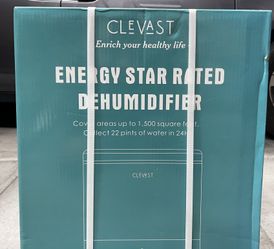 CLEVAST
Enrich your healthy life
ENERGY STAR RATED
DEHUMIDIFIER
Cover areas up to 1,500 square feet.
Collect 22 pints of water in 24H
CLEVAST